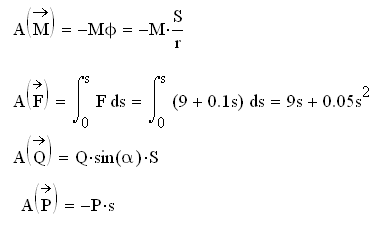 A(M⃗) = −Mϕ = −M·S/r
A(F⃗) = ∫₀ˢ F ds = ∫₀ˢ (9 + 0.1s) ds = 9s + 0.05s²
A(Q⃗) = Q·sin(α)·S
A(P⃗) = −P·s